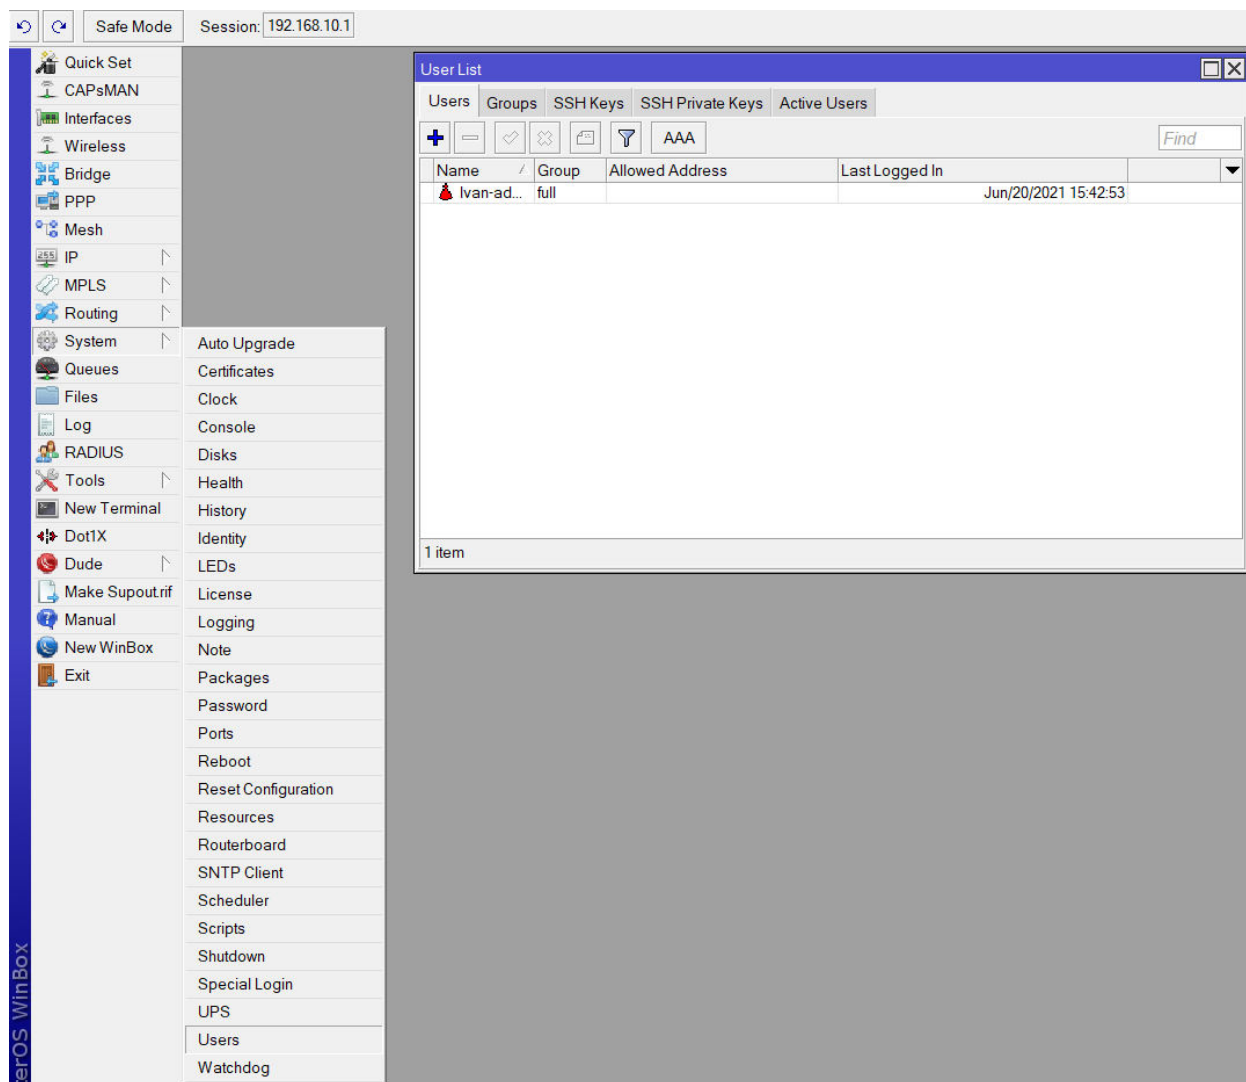 Safe Mode Session: 192.168.10.1
Quick Set
CAPsMAN
Interfaces
Wireless
Bridge
PPP
Mesh
IP
MPLS
Routing
System
Queues
Files
Log
RADIUS
Tools
New Terminal
Dot1X
Dude
Make Supout.rif
Manual
New WinBox
Exit
Auto Upgrade
Certificates
Clock
Console
Disks
Health
History
Identity
LEDs
License
Logging
Note
Packages
Password
Ports
Reboot
Reset Configuration
Resources
Routerboard
SNTP Client
Scheduler
Scripts
Shutdown
Special Login
UPS
Users
Watchdog
User List
Users Groups SSH Keys SSH Private Keys Active Users
AAA Find
Name Group Allowed Address Last Logged In
Ivan-ad... full Jun/20/2021 15:42:53
1 item
terOS WinBox